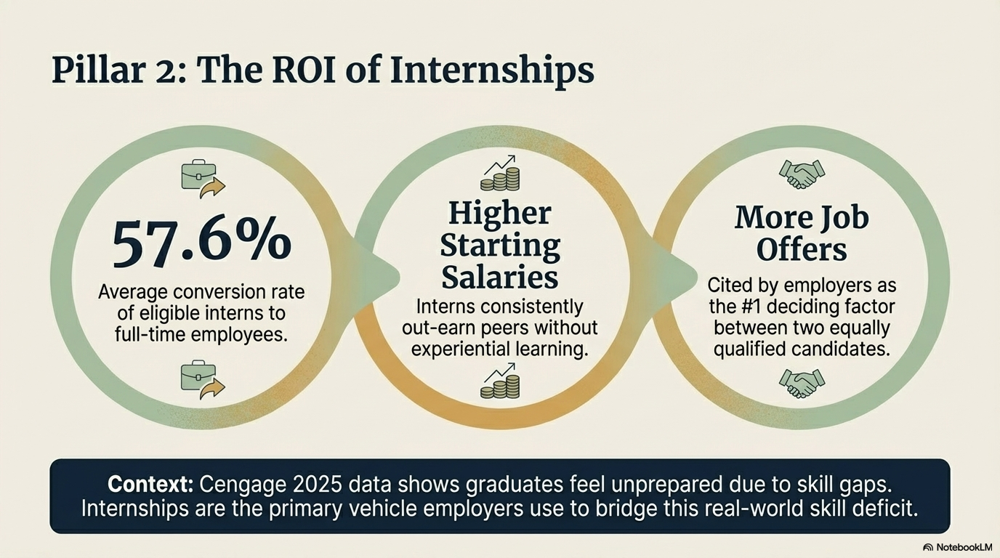 Pillar 2: The ROI of Internships
57.6%
Average conversion rate
of eligible interns to
full-time employees.
Higher
Starting
Salaries
Interns consistently
out-earn peers without
experiential learning.
More Job
Offers
Cited by employers as
the #1 deciding factor
between two equally
qualified candidates.
Context: Cengage 2025 data shows graduates feel unprepared due to skill gaps.
Internships are the primary vehicle employers use to bridge this real-world skill deficit.
NotebookLM